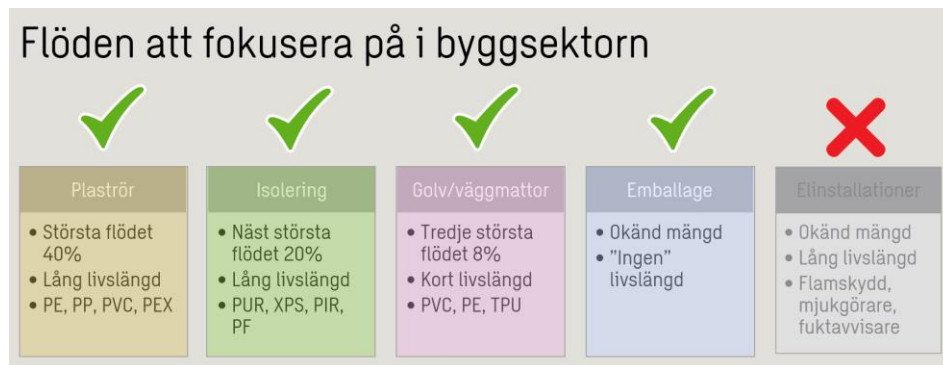 Flöden att fokusera på i byggsektorn
Plaströr
• Största flödet
40%
• Lång livslängd
• PE, PP, PVC, PEX
Isolering
• Näst största
flödet 20%
• Lång livslängd
• PUR, XPS, PIR,
PF
Golv/väggmattor
• Tredje största
flödet 8%
• Kort livslängd
• PVC, PE, TPU
Emballage
• Okänd mängd
• ”Ingen”
livslängd
Elinstallationer
• Okänd mängd
• Lång livslängd
• Flamskydd,
mjukgörare,
fuktavvisare